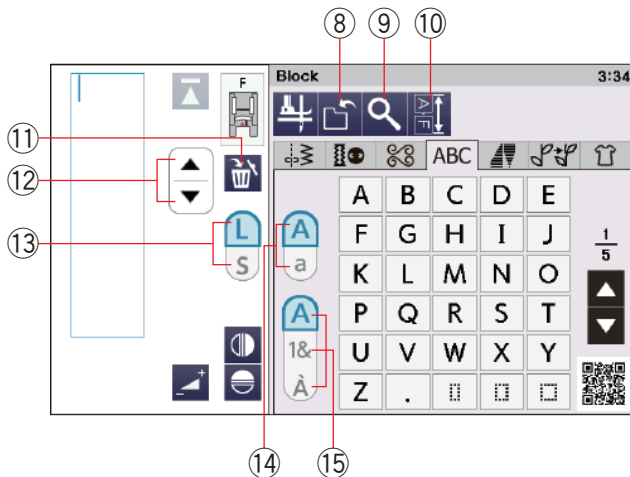 ⑧ ⑨ ⑩
F
Block 3:34
A F
⑪
⑫
ABC
A B C D E
⑬
L
S
A
a
F G H I J
1
5
K L M N O
A
1&
À
P Q R S T
U V W X Y
Z .
⑭ ⑮